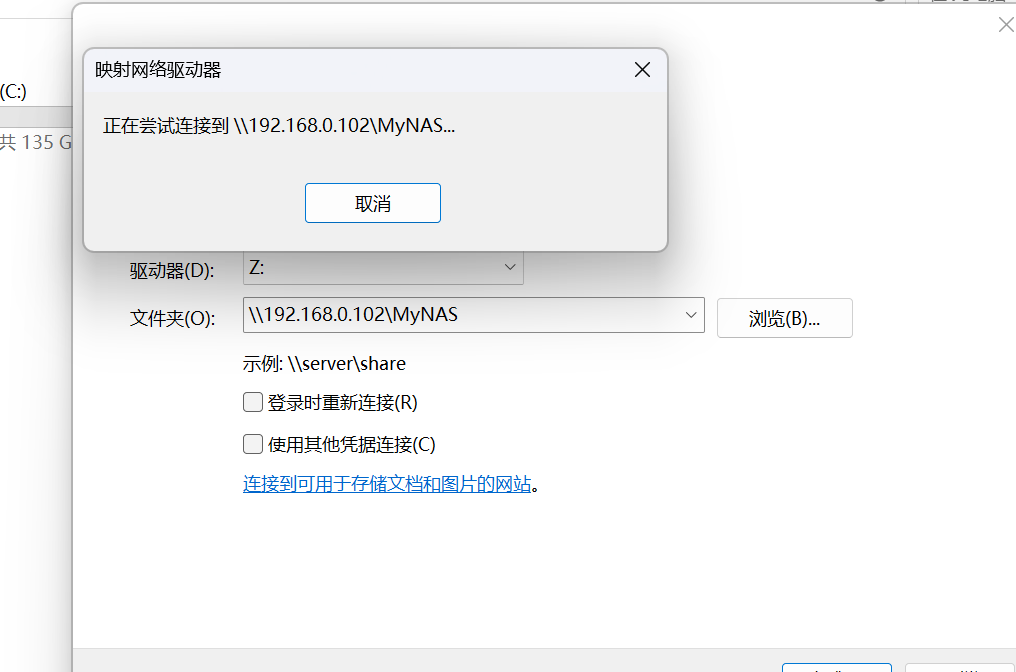 映射网络驱动器
(C:)
正在尝试连接到 \\192.168.0.102\MyNAS...
共 135 G
取消
驱动器(D): Z:
文件夹(O): \\192.168.0.102\MyNAS 浏览(B)...
示例: \\server\share
登录时重新连接(R)
使用其他凭据连接(C)
连接到可用于存储文档和图片的网站。